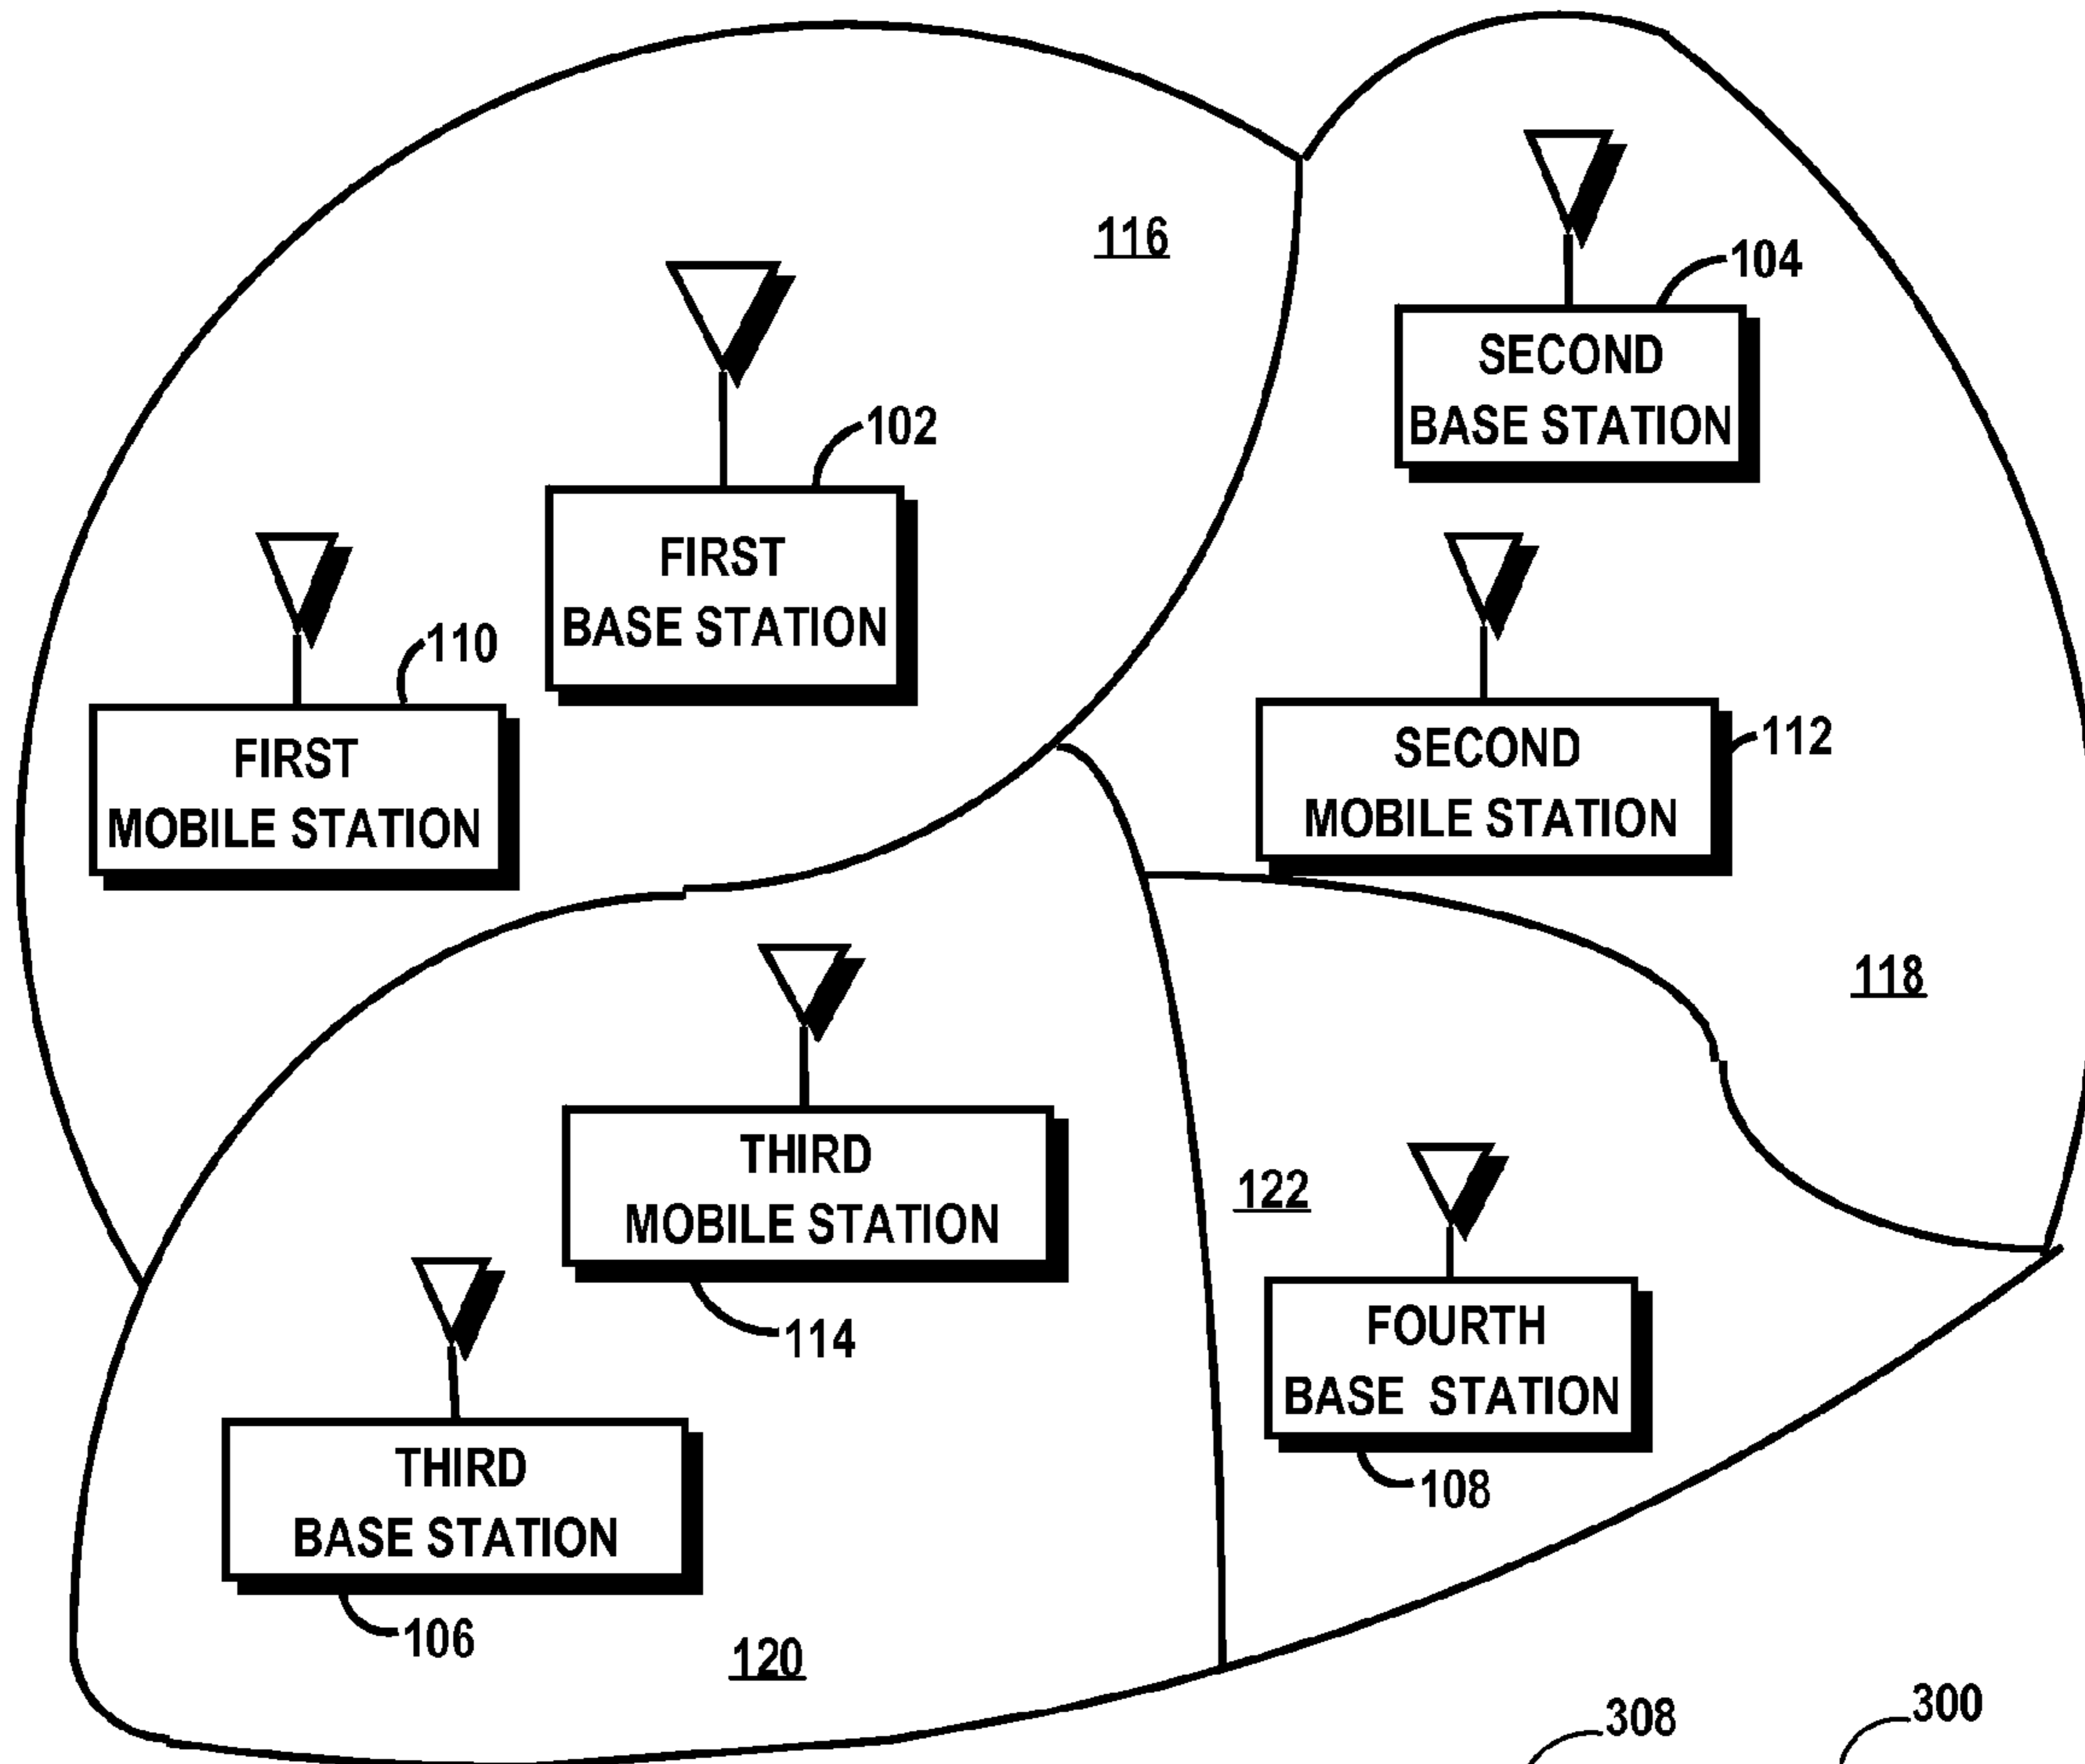 116
104
SECOND
BASE STATION
102
FIRST
BASE STATION
110
FIRST
MOBILE STATION
112
SECOND
MOBILE STATION
118
THIRD
MOBILE STATION
114
122
FOURTH
BASE STATION
108
THIRD
BASE STATION
106
120
308
300